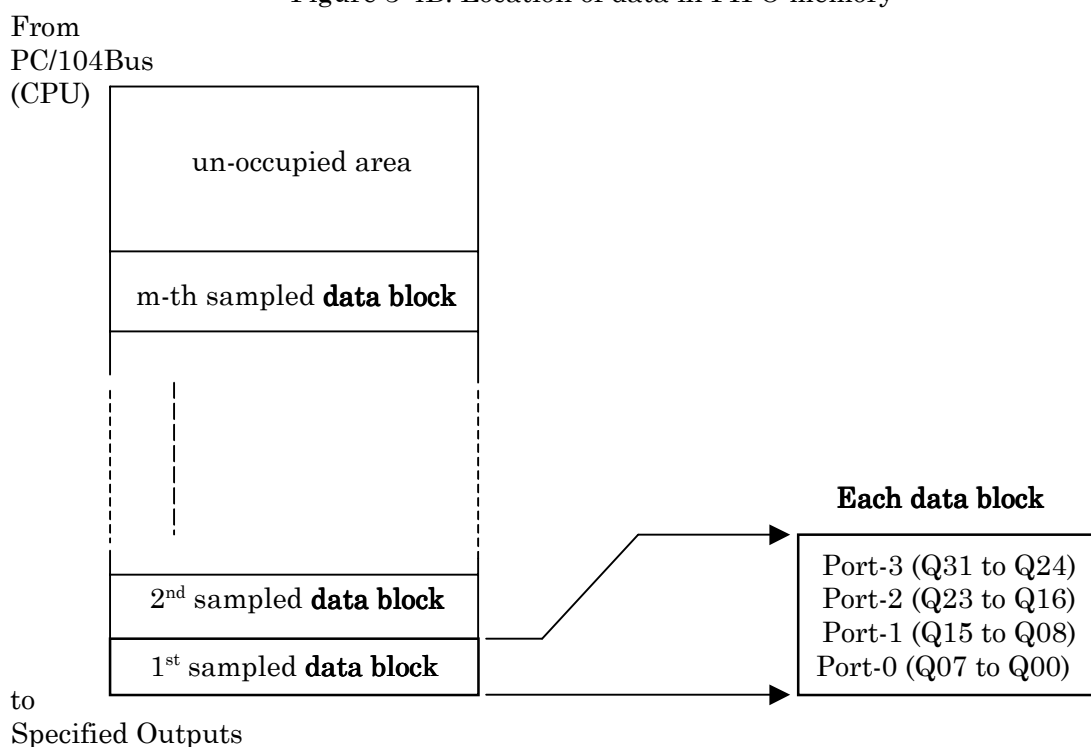 Figure 3-4B. Location of data in FIFO memory
From
PC/104Bus
(CPU)
un-occupied area
m-th sampled data block
2nd sampled data block
1st sampled data block
Each data block
Port-3 (Q31 to Q24)
Port-2 (Q23 to Q16)
Port-1 (Q15 to Q08)
Port-0 (Q07 to Q00)
to
Specified Outputs